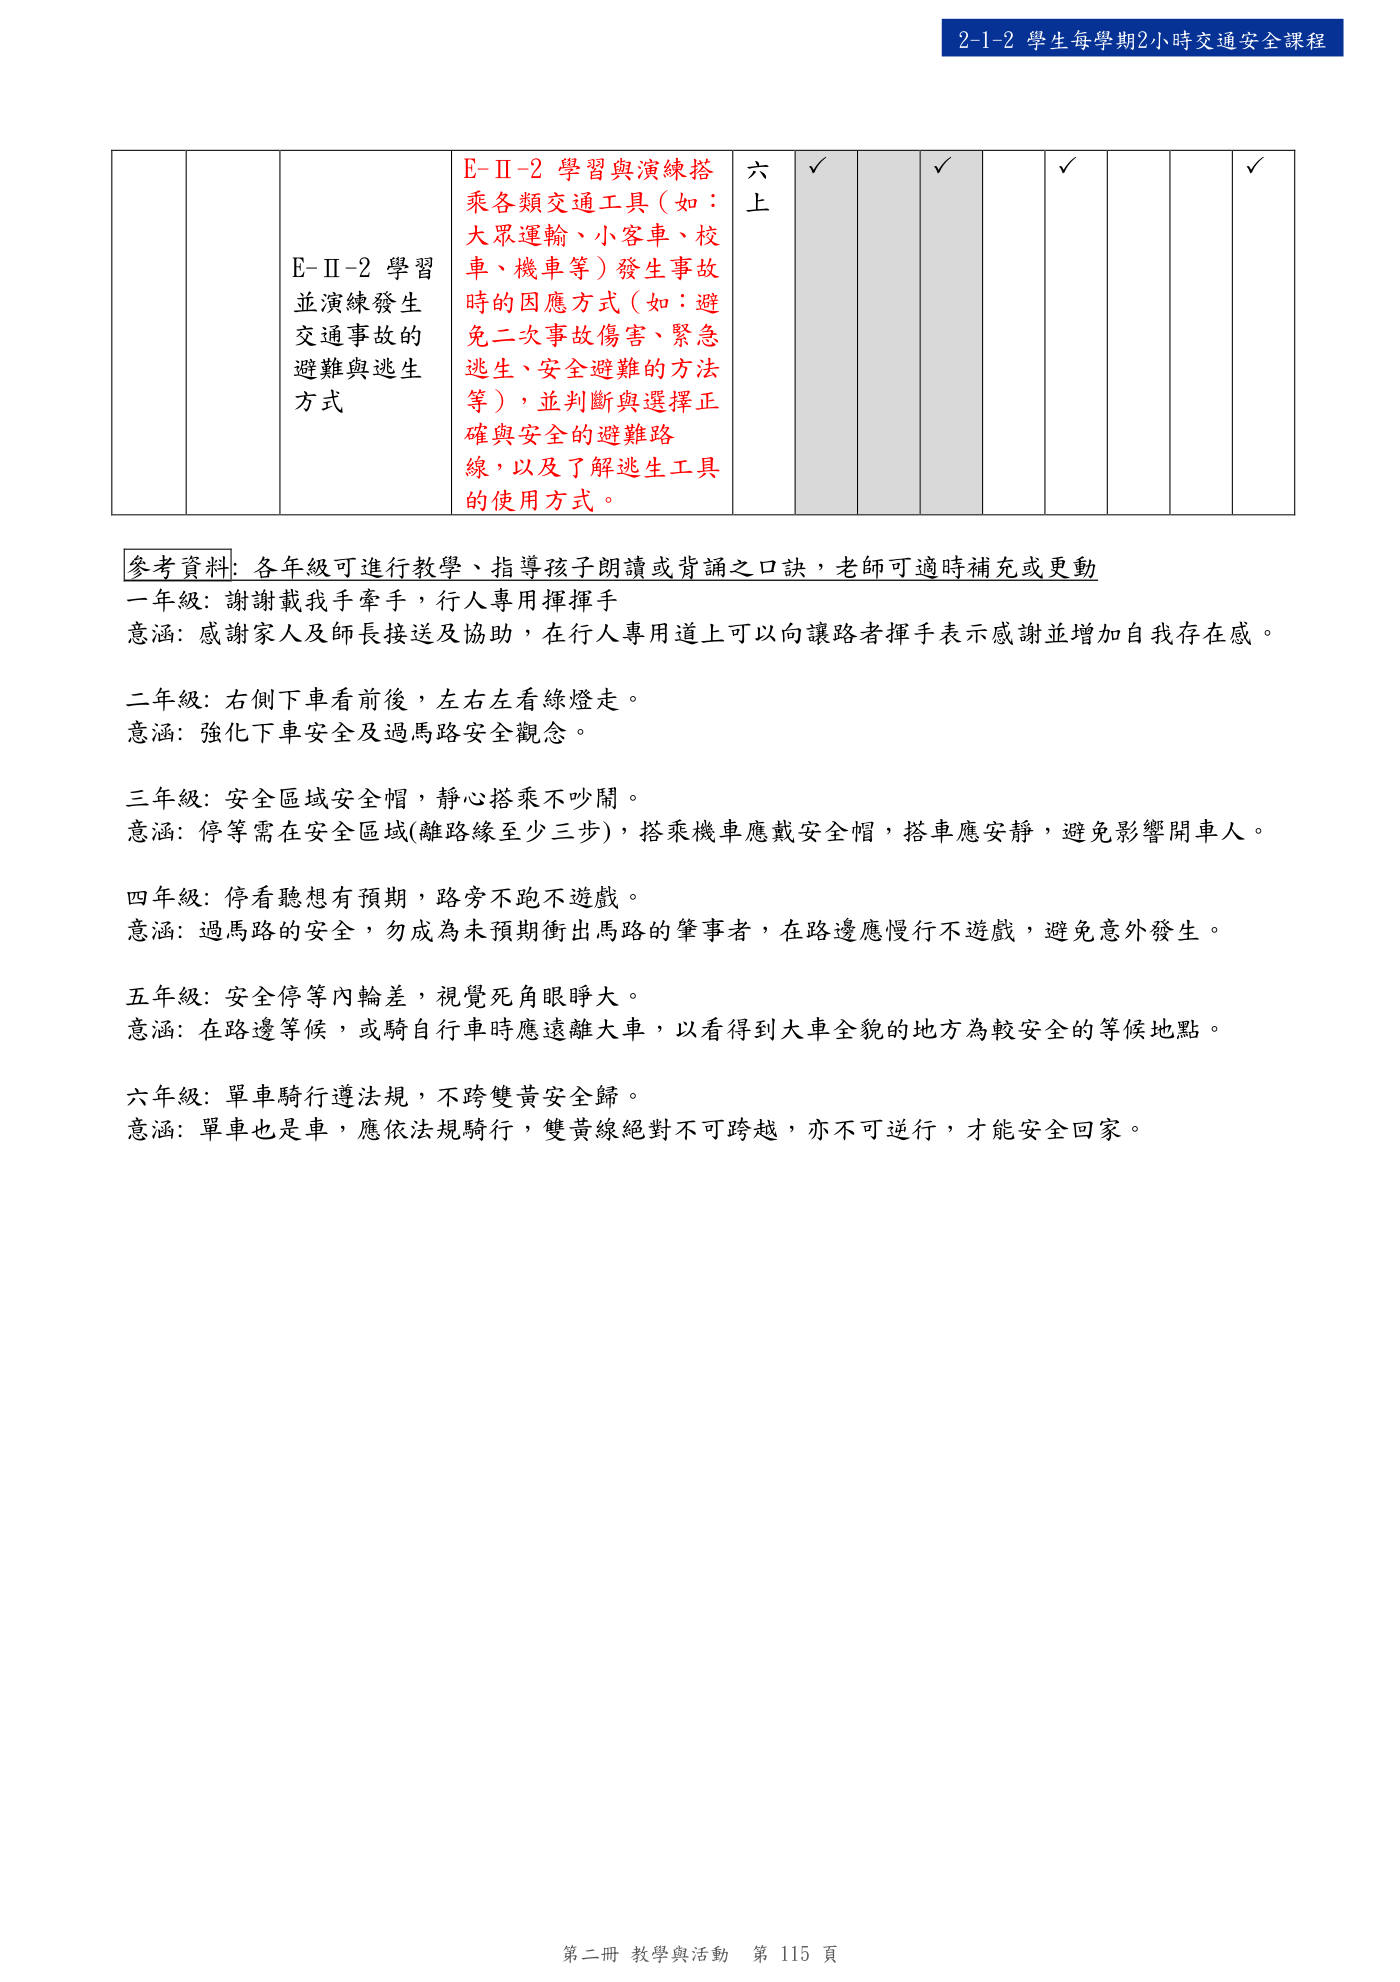 2-1-2 學生每學期2小時交通安全課程
E-Ⅱ-2 學習
並演練發生
交通事故的
避難與逃生
方式
E-Ⅱ-2 學習與演練搭
乘各類交通工具（如：
大眾運輸、小客車、校
車、機車等）發生事故
時的因應方式（如：避
免二次事故傷害、緊急
逃生、安全避難的方法
等），並判斷與選擇正
確與安全的避難路
線，以及了解逃生工具
的使用方式。
六
上
✓ ✓ ✓ ✓
參考資料: 各年級可進行教學、指導孩子朗讀或背誦之口訣，老師可適時補充或更動
一年級: 謝謝載我手牽手，行人專用揮揮手
意涵: 感謝家人及師長接送及協助，在行人專用道上可以向讓路者揮手表示感謝並增加自我存在感。
二年級: 右側下車看前後，左右左看綠燈走。
意涵: 強化下車安全及過馬路安全觀念。
三年級: 安全區域安全帽，靜心搭乘不吵鬧。
意涵: 停等需在安全區域(離路緣至少三步)，搭乘機車應戴安全帽，搭車應安靜，避免影響開車人。
四年級: 停看聽想有預期，路旁不跑不遊戲。
意涵: 過馬路的安全，勿成為未預期衝出馬路的肇事者，在路邊應慢行不遊戲，避免意外發生。
五年級: 安全停等內輪差，視覺死角眼睜大。
意涵: 在路邊等候，或騎自行車時應遠離大車，以看得到大車全貌的地方為較安全的等候地點。
六年級: 單車騎行遵法規，不跨雙黃安全歸。
意涵: 單車也是車，應依法規騎行，雙黃線絕對不可跨越，亦不可逆行，才能安全回家。
第二冊 教學與活動 第 115 頁